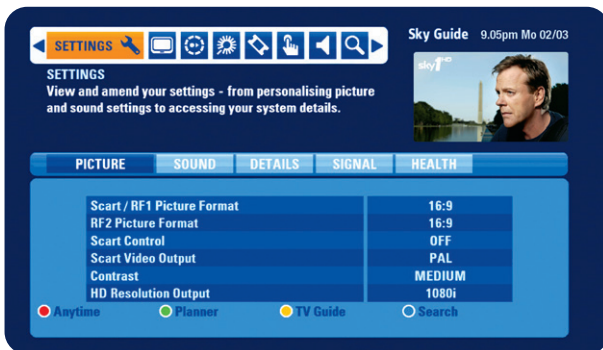 SETTINGS
Sky Guide 9.05pm Mo 02/03
sky1HD
SETTINGS
View and amend your settings - from personalising picture
and sound settings to accessing your system details.
PICTURE SOUND DETAILS SIGNAL HEALTH
Scart / RF1 Picture Format 16:9
RF2 Picture Format 16:9
Scart Control OFF
Scart Video Output PAL
Contrast MEDIUM
HD Resolution Output 1080i
Anytime Planner TV Guide Search